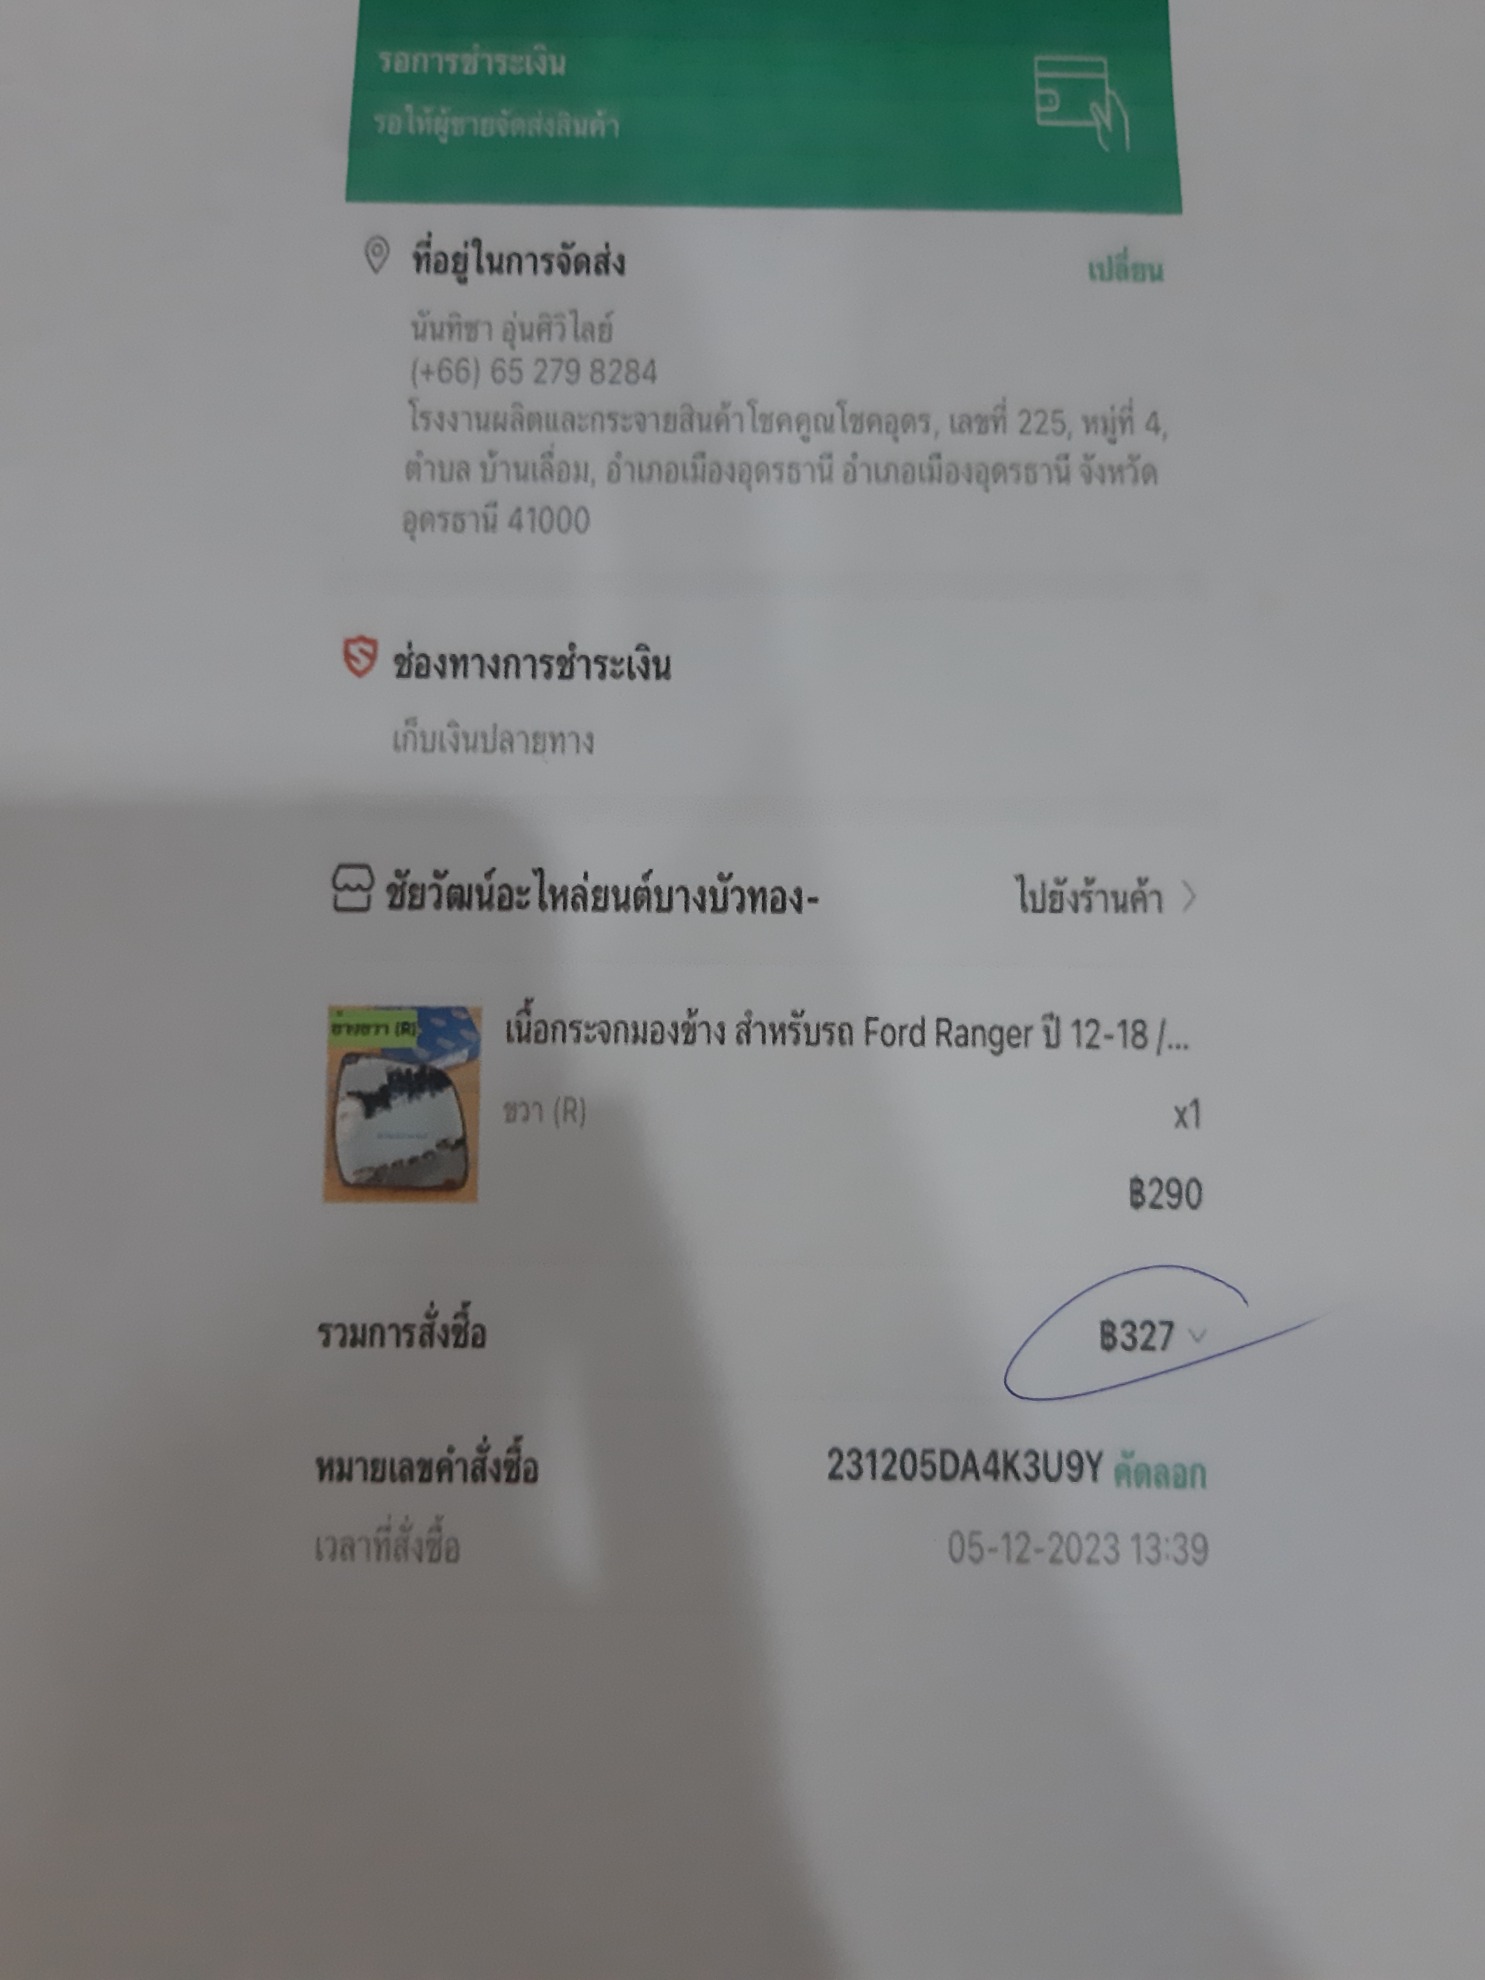 รอการชำระเงิน
รอให้ผู้ขายจัดส่งสินค้า
ที่อยู่ในการจัดส่ง เปลี่ยน
นันทิชา อุ่นศิวิไลย์
(+66) 65 279 8284
โรงงานผลิตและกระจายสินค้าโชคคูณโชคอุดร, เลขที่ 225, หมู่ที่ 4,
ตำบล บ้านเลื่อม, อำเภอเมืองอุดรธานี อำเภอเมืองอุดรธานี จังหวัด
อุดรธานี 41000
ช่องทางการชำระเงิน
เก็บเงินปลายทาง
ชัยวัฒน์อะไหล่ยนต์บางบัวทอง- ไปยังร้านค้า
ข้างขวา (R)
เนื้อกระจกมองข้าง สำหรับรถ Ford Ranger ปี 12-18 /...
ขวา (R) x1
฿290
รวมการสั่งซื้อ ฿327
หมายเลขคำสั่งซื้อ 231205DA4K3U9Y คัดลอก
เวลาที่สั่งซื้อ 05-12-2023 13:39